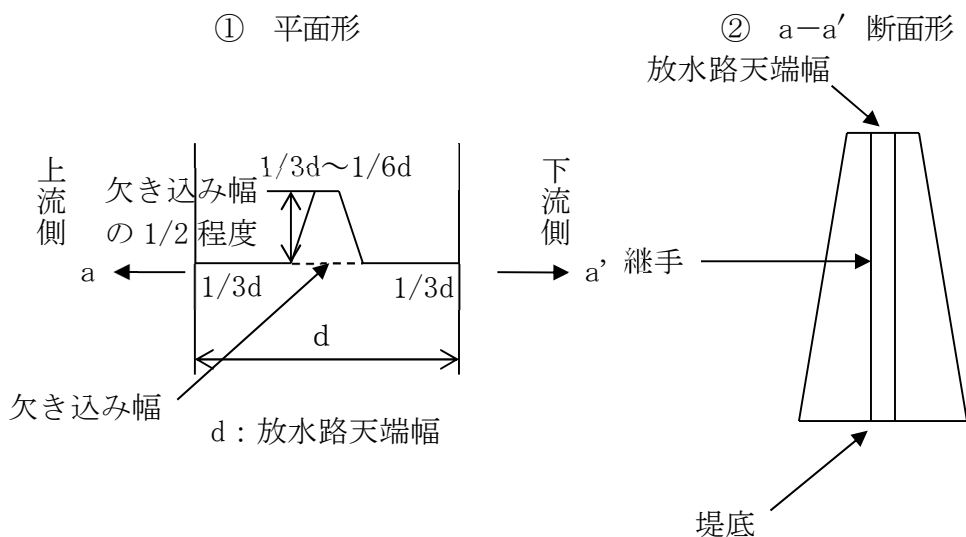 ① 平面形
② a－a′ 断面形
放水路天端幅
上流側
1/3d～1/6d
欠き込み幅
の 1/2 程度
下流側
a
a’
継手
1/3d
1/3d
d
欠き込み幅
d：放水路天端幅
堤底